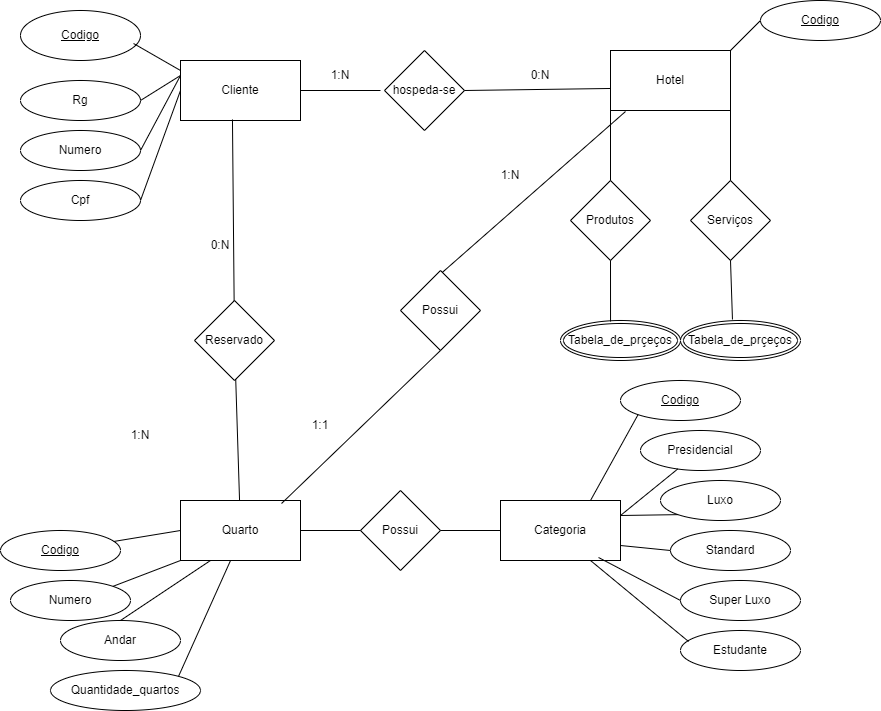 Codigo
Codigo
Cliente
1:N
hospeda-se
0:N
Hotel
Rg
Numero
Cpf
1:N
Produtos
Serviços
0:N
Possui
Reservado
Tabela_de_prçeços
Tabela_de_prçeços
Codigo
1:1
1:N
Presidencial
Luxo
Quarto
Possui
Categoria
Codigo
Standard
Numero
Super Luxo
Andar
Estudante
Quantidade_quartos